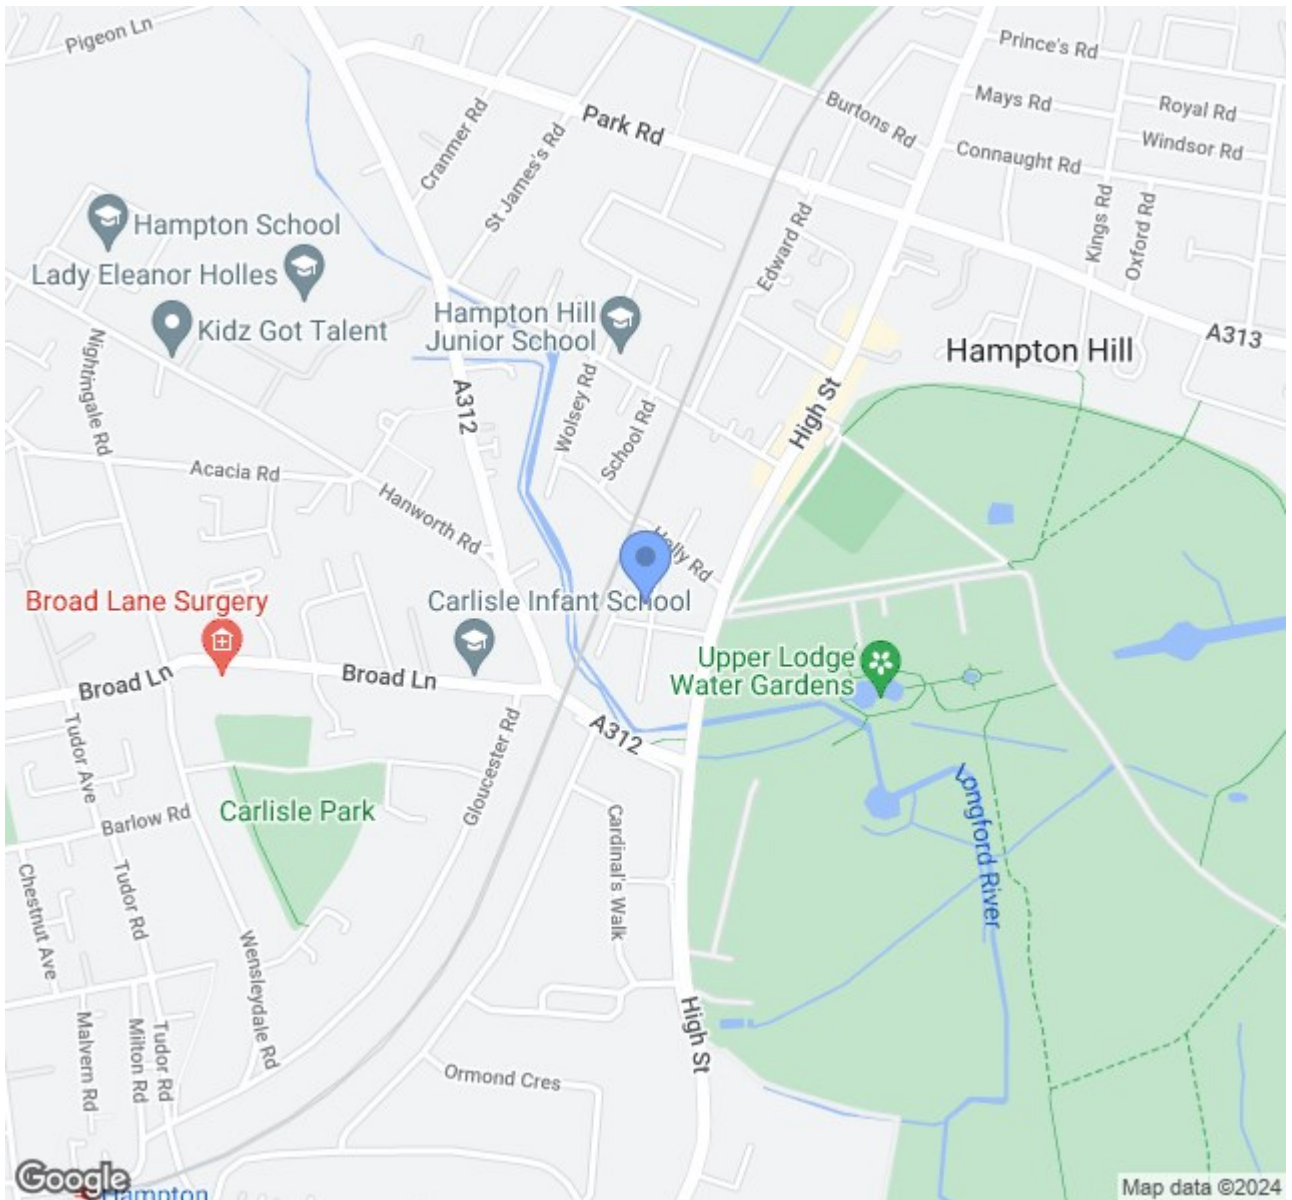 Pigeon Ln
Prince's Rd
Mays Rd
Royal Rd
Burtons Rd
Windsor Rd
Park Rd
Connaught Rd
Cranmer Rd
St James's Rd
Kings Rd
Oxford Rd
Hampton School
Edward Rd
Lady Eleanor Holles
Hampton Hill
Junior School
Kidz Got Talent
A313
Hampton Hill
Nightingale Rd
A312
Wolsey Rd
High St
School Rd
Acacia Rd
Hanworth Rd
Holly Rd
Broad Lane Surgery
Carlisle Infant School
Upper Lodge
Water Gardens
Broad Ln
Broad Ln
A312
Gloucester Rd
Tudor Ave
Longford River
Carlisle Park
Barlow Rd
Cardinal's Walk
Chestnut Ave
Tudor Rd
Wensleydale Rd
High St
Malvern Rd
Milton Rd
Tudor Rd
Ormond Cres
Google
Hampton
Map data ©2024